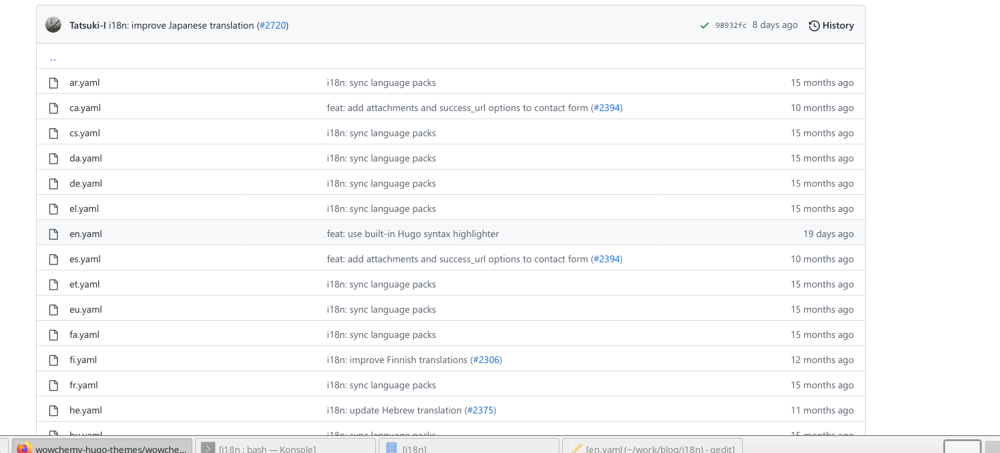 Tatsuki-I i18n: improve Japanese translation (#2720) 98932fc 8 days ago History
..
ar.yaml i18n: sync language packs 15 months ago
ca.yaml feat: add attachments and success_url options to contact form (#2394) 10 months ago
cs.yaml i18n: sync language packs 15 months ago
da.yaml i18n: sync language packs 15 months ago
de.yaml i18n: sync language packs 15 months ago
el.yaml i18n: sync language packs 15 months ago
en.yaml feat: use built-in Hugo syntax highlighter 19 days ago
es.yaml feat: add attachments and success_url options to contact form (#2394) 10 months ago
et.yaml i18n: sync language packs 15 months ago
eu.yaml i18n: sync language packs 15 months ago
fa.yaml i18n: sync language packs 15 months ago
fi.yaml i18n: improve Finnish translations (#2306) 12 months ago
fr.yaml i18n: sync language packs 15 months ago
he.yaml i18n: update Hebrew translation (#2375) 11 months ago
hu.yaml i18n: sync language packs 15 months ago
wowchemy-hugo-themes/wowche... [i18n : bash — Konsole] [i18n] [en.yaml (~/work/blog/i18n) - gedit]